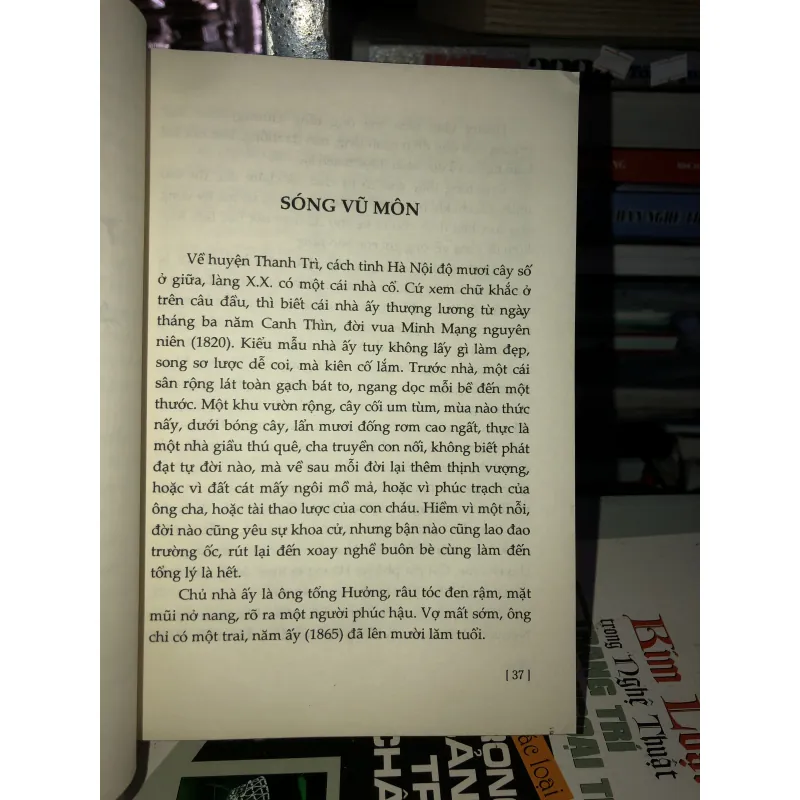 SÓNG VŨ MÔN
Về huyện Thanh Trì, cách tỉnh Hà Nội độ mươi cây số
ở giữa, làng X.X. có một cái nhà cổ. Cứ xem chữ khắc ở
trên câu đầu, thì biết cái nhà ấy thượng lương từ ngày
tháng ba năm Canh Thìn, đời vua Minh Mạng nguyên
niên (1820). Kiểu mẫu nhà ấy tuy không lấy gì làm đẹp,
song sơ lược dễ coi, mà kiên cố lắm. Trước nhà, một cái
sân rộng lát toàn gạch bát to, ngang dọc mỗi bề đến một
thước. Một khu vườn rộng, cây cối um tùm, mùa nào thức
nấy, dưới bóng cây, lẩn mươi đống rơm cao ngất, thực là
một nhà giầu thú quê, cha truyền con nối, không biết phát
đạt tự đời nào, mà về sau mỗi đời lại thêm thịnh vượng,
hoặc vì đất cát mấy ngôi mồ mả, hoặc vì phúc trạch của
ông cha, hoặc tài thao lược của con cháu. Hiềm vì một nỗi,
đời nào cũng yêu sự khoa cử, nhưng bận nào cũng lao đao
trường ốc, rút lại đến xoay nghề buôn bè cùng làm đến
tổng lý là hết.
Chủ nhà ấy là ông tổng Hưởng, râu tóc đen rậm, mặt
mũi nở nang, rõ ra một người phúc hậu. Vợ mất sớm, ông
chỉ có một trai, năm ấy (1865) đã lên mười lăm tuổi.
| 37 |
Kim Loại
trong Nghệ Thuật
TRANG TRÍ
các loại